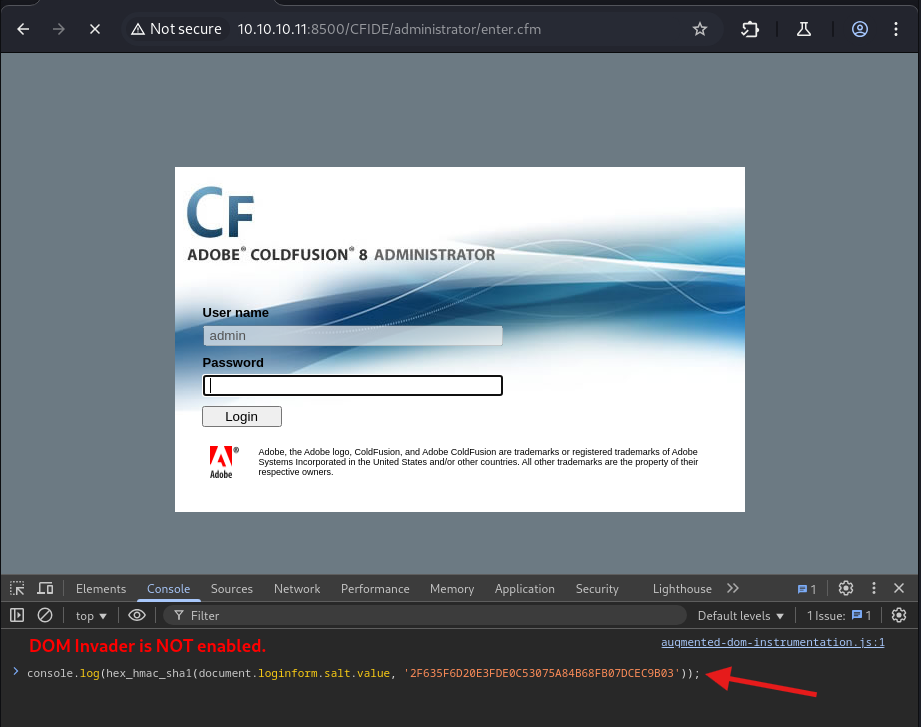 Not secure 10.10.10.11:8500/CFIDE/administrator/enter.cfm
CF
ADOBE® COLDFUSION® 8 ADMINISTRATOR
User name
admin
Password
Login
Adobe, the Adobe logo, ColdFusion, and Adobe ColdFusion are trademarks or registered trademarks of Adobe
Systems Incorporated in the United States and/or other countries. All other trademarks are the property of their
respective owners.
®
Adobe
Elements Console Sources Network Performance Memory Application Security Lighthouse 1
top Filter Default levels 1 Issue: 1
DOM Invader is NOT enabled. augmented-dom-instrumentation.js:1
console.log(hex_hmac_sha1(document.loginform.salt.value, '2F635F6D20E3FDE0C53075A84B68FB07DCEC9B03'));